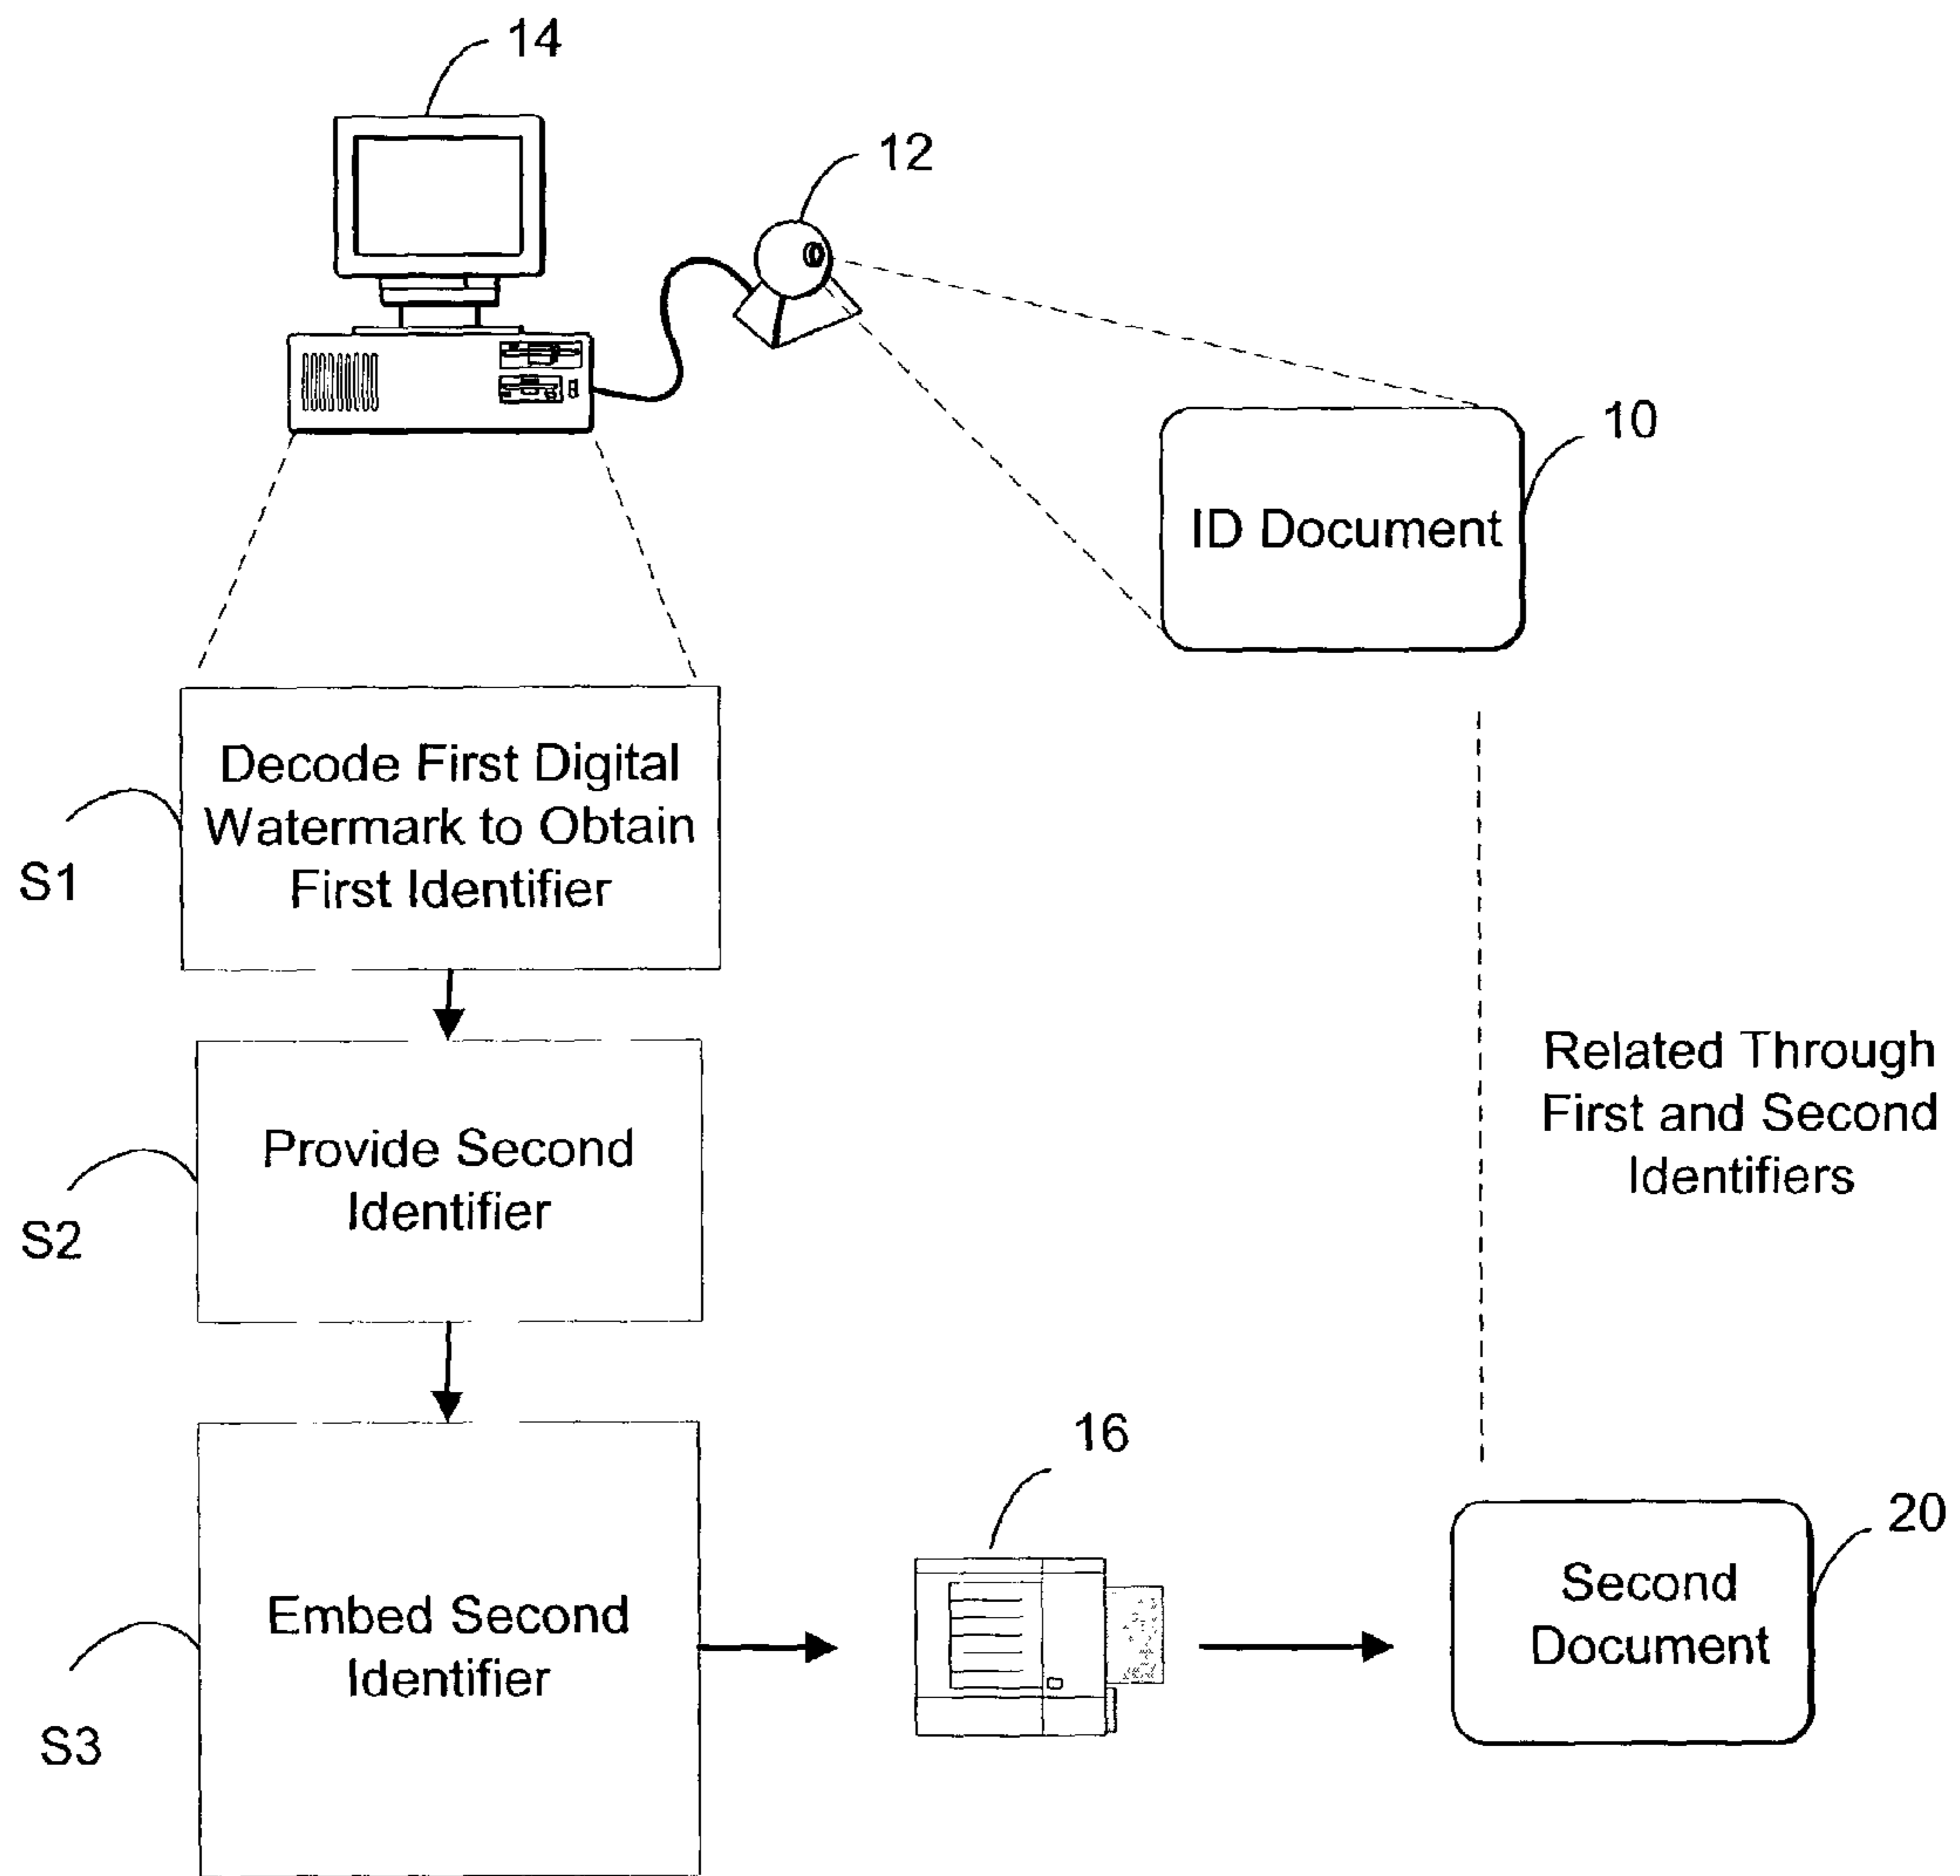 14
12
10
ID Document
Decode First Digital
Watermark to Obtain
First Identifier
S1
Related Through
First and Second
Identifiers
Provide Second
Identifier
S2
16
20
Second
Document
Embed Second
Identifier
S3